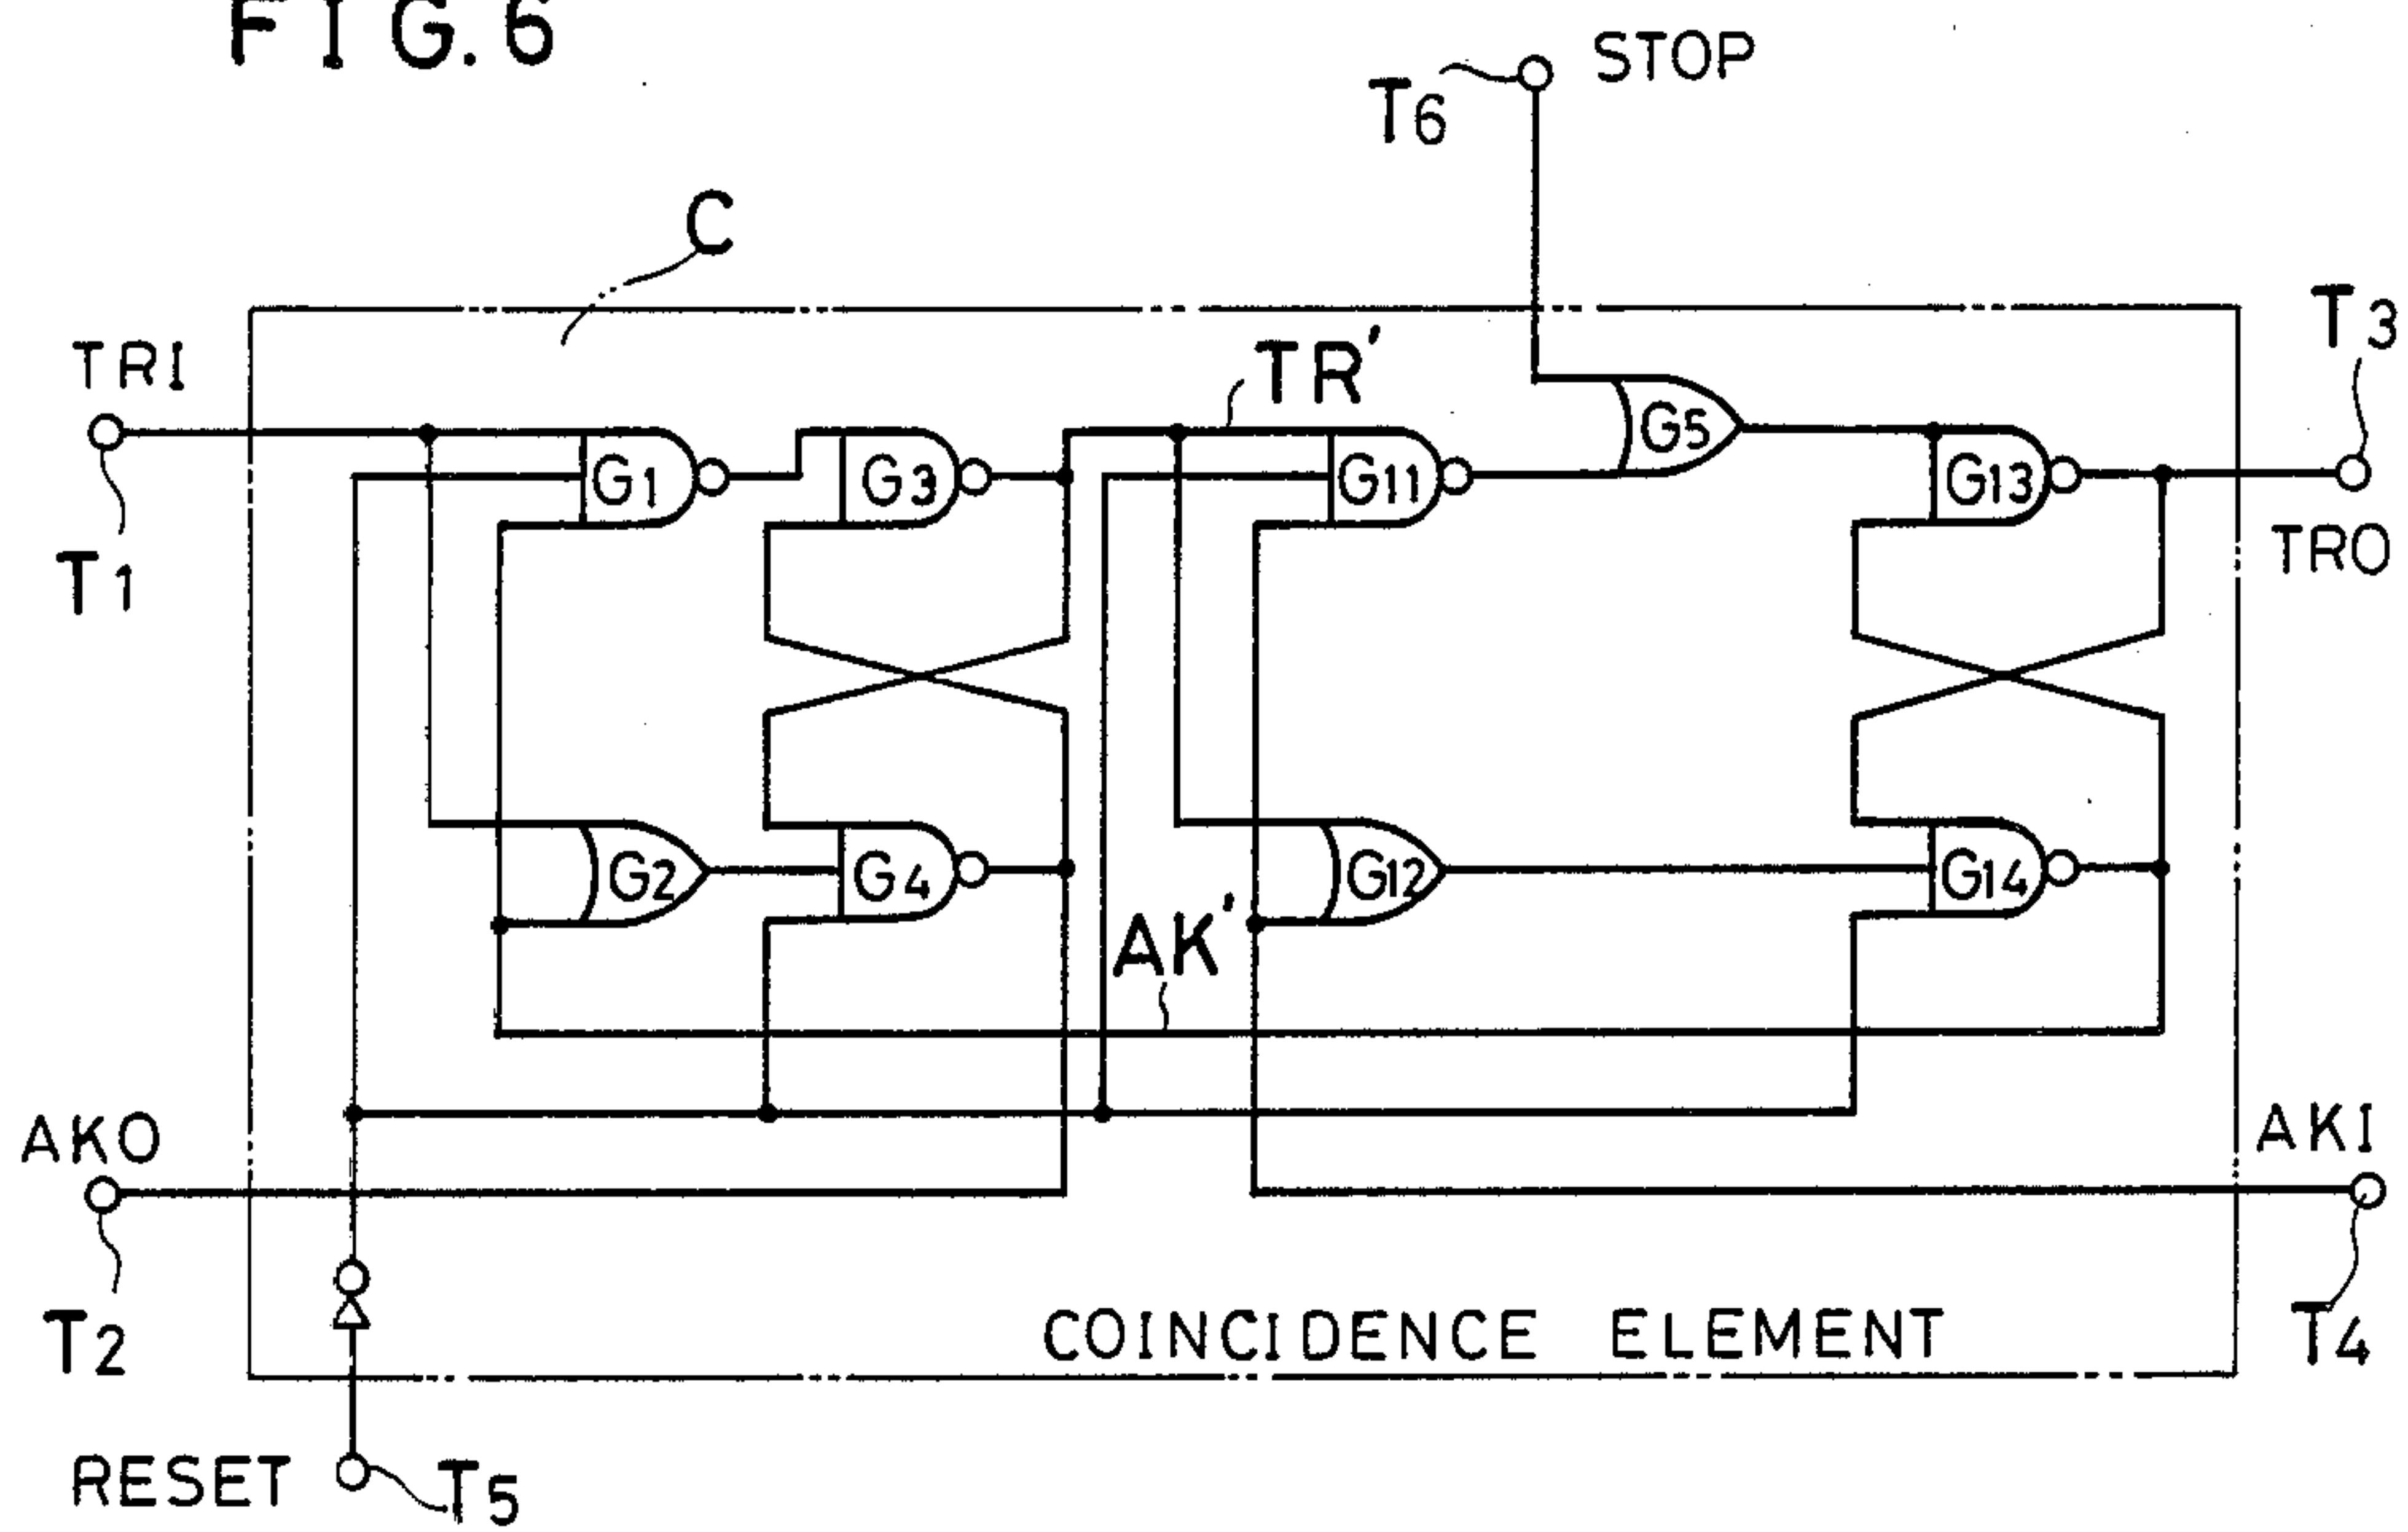 FIG.6
STOP
T6
C
T3
TRI
TR'
G5
G1
G3
G11
G13
T1
TRO
G2
G4
G12
G14
AK'
AKO
AKI
T2
COINCIDENCE ELEMENT
T4
RESET
T5